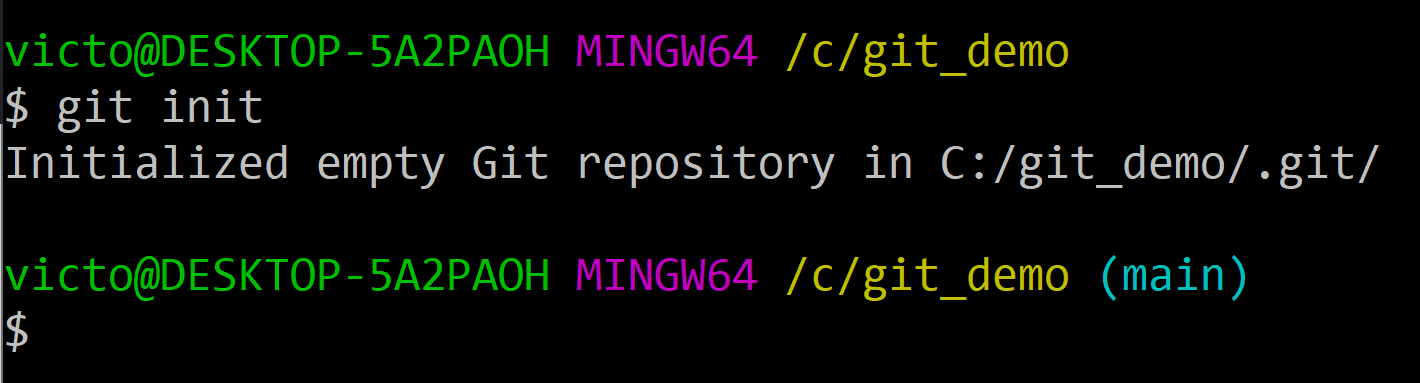 victo@DESKTOP-5A2PAOH MINGW64 /c/git_demo
$ git init
Initialized empty Git repository in C:/git_demo/.git/
victo@DESKTOP-5A2PAOH MINGW64 /c/git_demo (main)
$